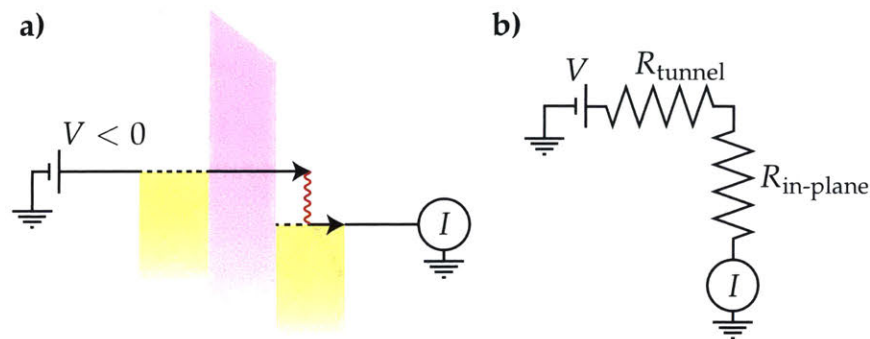 a)
V < 0
I
b)
V
R_tunnel
R_in-plane
I